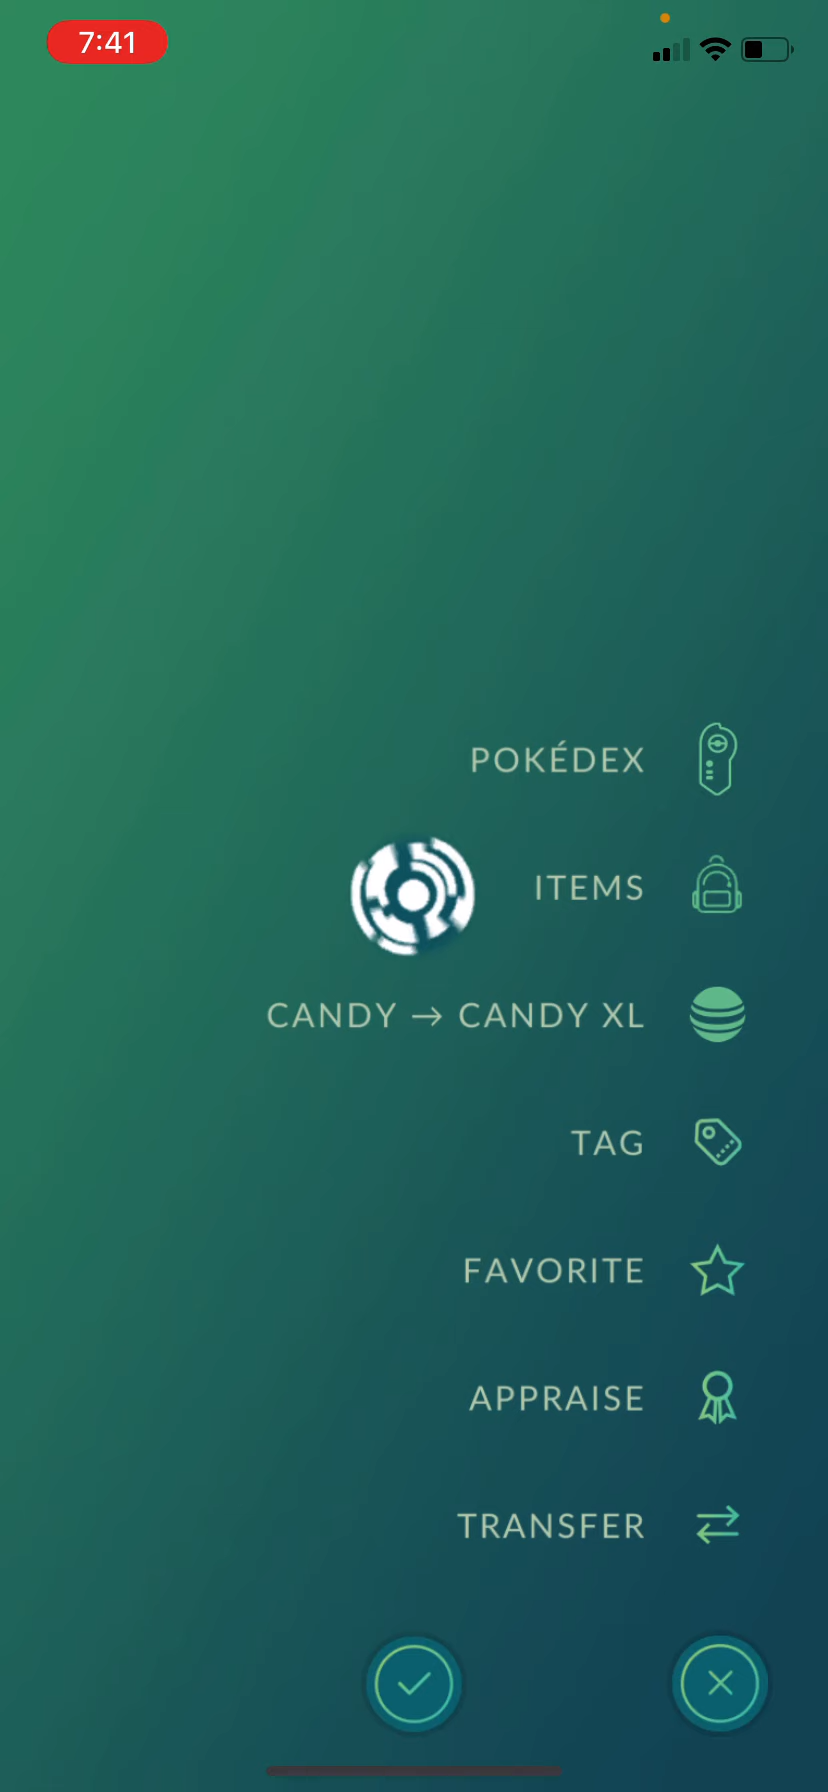 7:41
POKÉDEX
ITEMS
CANDY → CANDY XL
TAG
FAVORITE
APPRAISE
TRANSFER